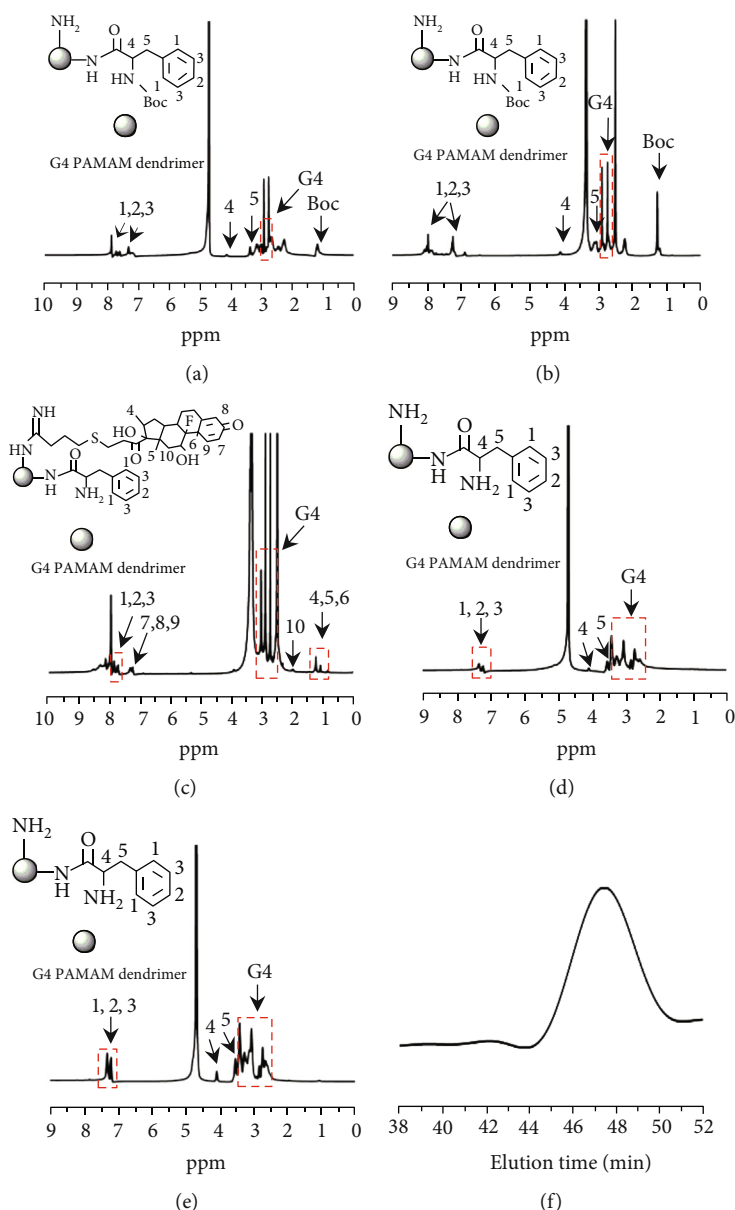 NH2
O
4
5
1
3
2
N
H
HN
1
3
Boc
G4 PAMAM dendrimer
1,2,3
4
5
G4
Boc
10 9 8 7 6 5 4 3 2 1 0
ppm
(a)
NH2
O
4
5
1
3
2
N
H
HN
1
3
Boc
G4 PAMAM dendrimer
1,2,3
4
5
G4
Boc
10 9 8 7 6 5 4 3 2 1 0
ppm
(b)
NH
4
8
F
O
S
HO
6
9
7
O
5
10
OH
HN
O
1
3
N
H
NH2
1
2
3
G4 PAMAM dendrimer
1,2,3
7,8,9
G4
10
4,5,6
10 9 8 7 6 5 4 3 2 1 0
ppm
(c)
NH2
O
4
5
1
3
2
N
H
NH2
1
3
G4 PAMAM dendrimer
1, 2, 3
4
5
G4
9 8 7 6 5 4 3 2 1 0
ppm
(d)
NH2
O
4
5
1
3
2
N
H
NH2
1
3
G4 PAMAM dendrimer
1, 2, 3
4
5
G4
9 8 7 6 5 4 3 2 1 0
ppm
(e)
38 40 42 44 46 48 50 52
Elution time (min)
(f)